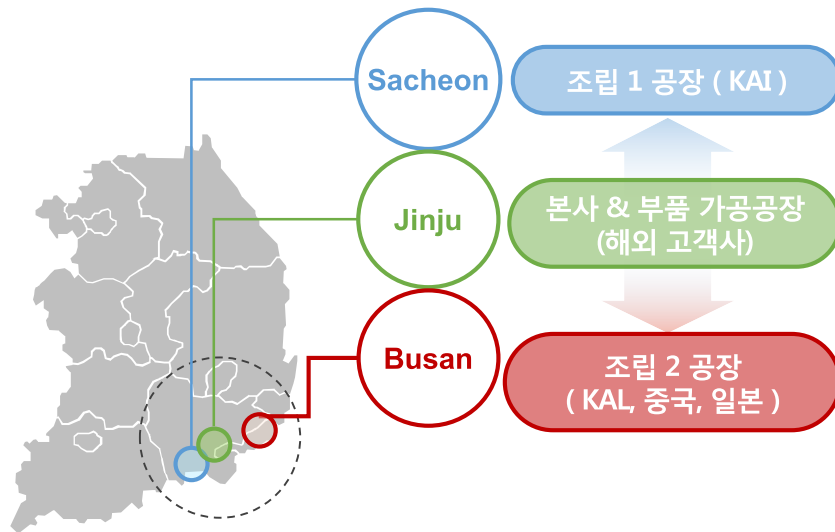 Sacheon
조립 1 공장 ( KAI )
Jinju
본사 & 부품 가공공장
(해외 고객사)
Busan
조립 2 공장
( KAL, 중국, 일본 )